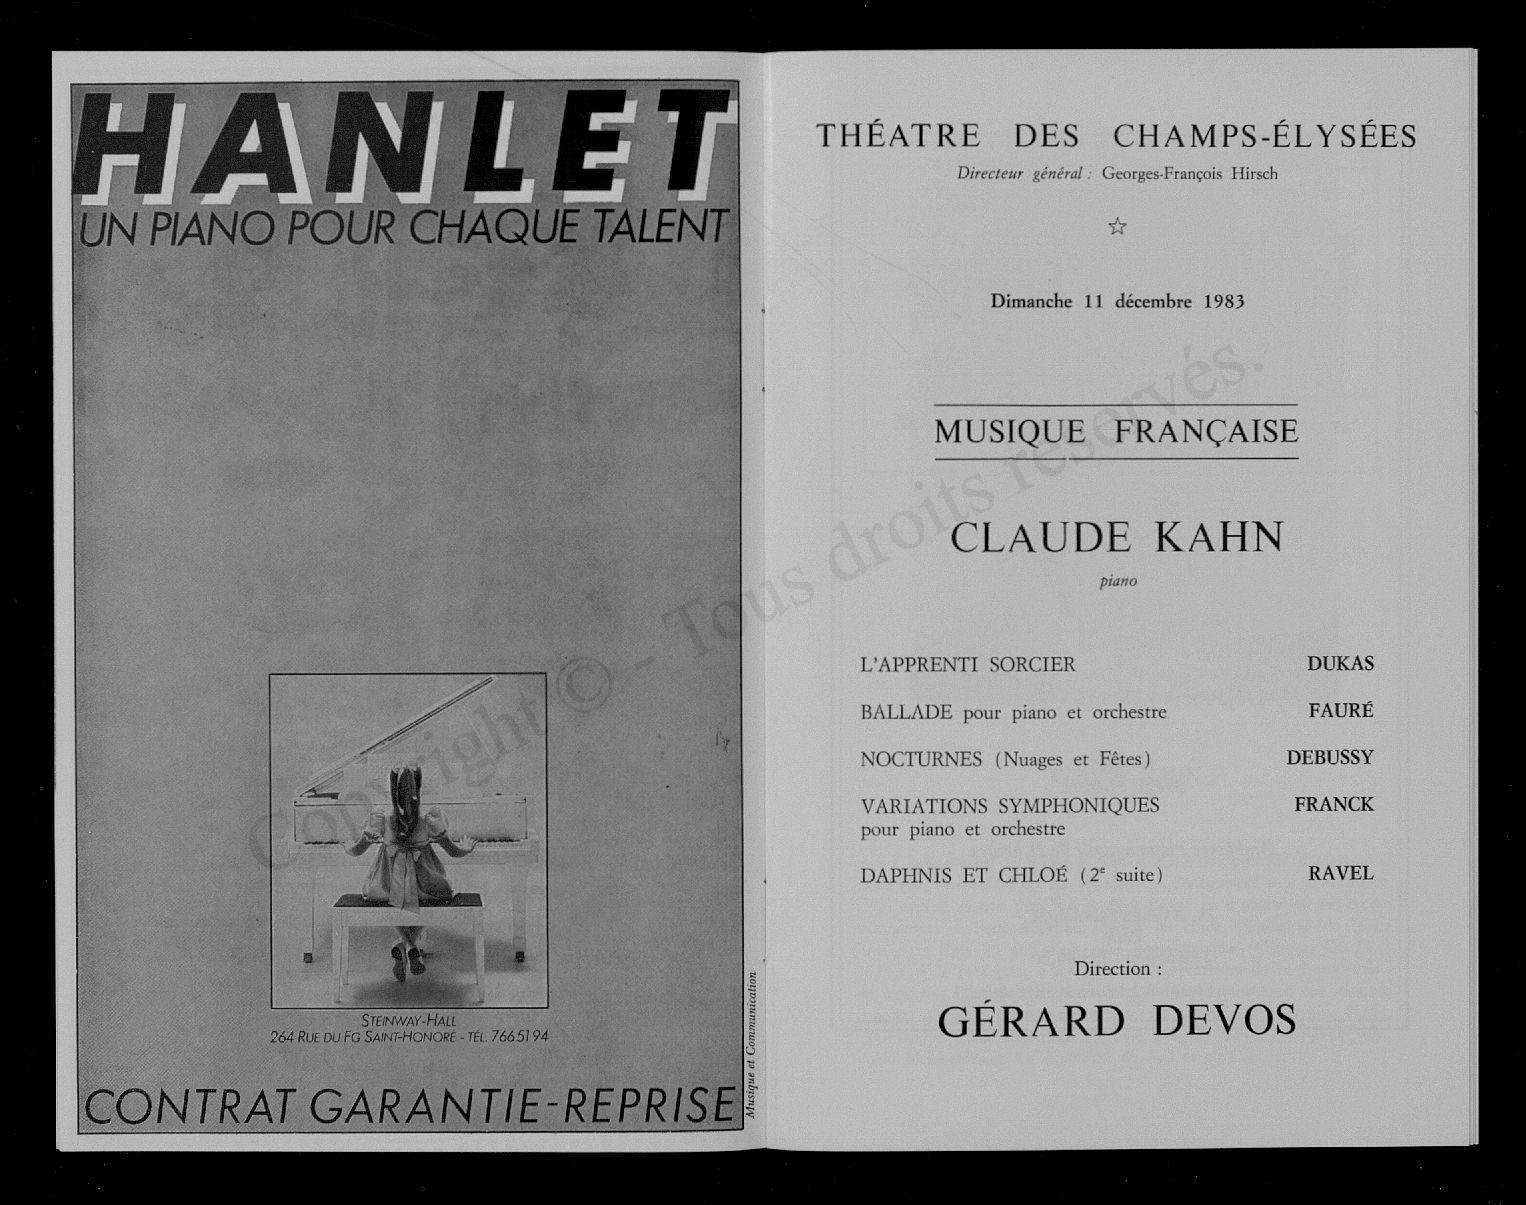 HANLET
UN PIANO POUR CHAQUE TALENT
STEINWAY-HALL
264 RUE DU FG SAINT-HONORÉ - TÉL. 766 51 94
CONTRAT GARANTIE-REPRISE
Musique et Communication
THÉATRE DES CHAMPS-ÉLYSÉES
Directeur général : Georges-François Hirsch
☆
Dimanche 11 décembre 1983
MUSIQUE FRANÇAISE
CLAUDE KAHN
piano
L'APPRENTI SORCIER DUKAS
BALLADE pour piano et orchestre FAURÉ
NOCTURNES (Nuages et Fêtes) DEBUSSY
VARIATIONS SYMPHONIQUES FRANCK
pour piano et orchestre
DAPHNIS ET CHLOÉ (2e suite) RAVEL
Direction :
GÉRARD DEVOS
Copyright © - Tous droits réservés.